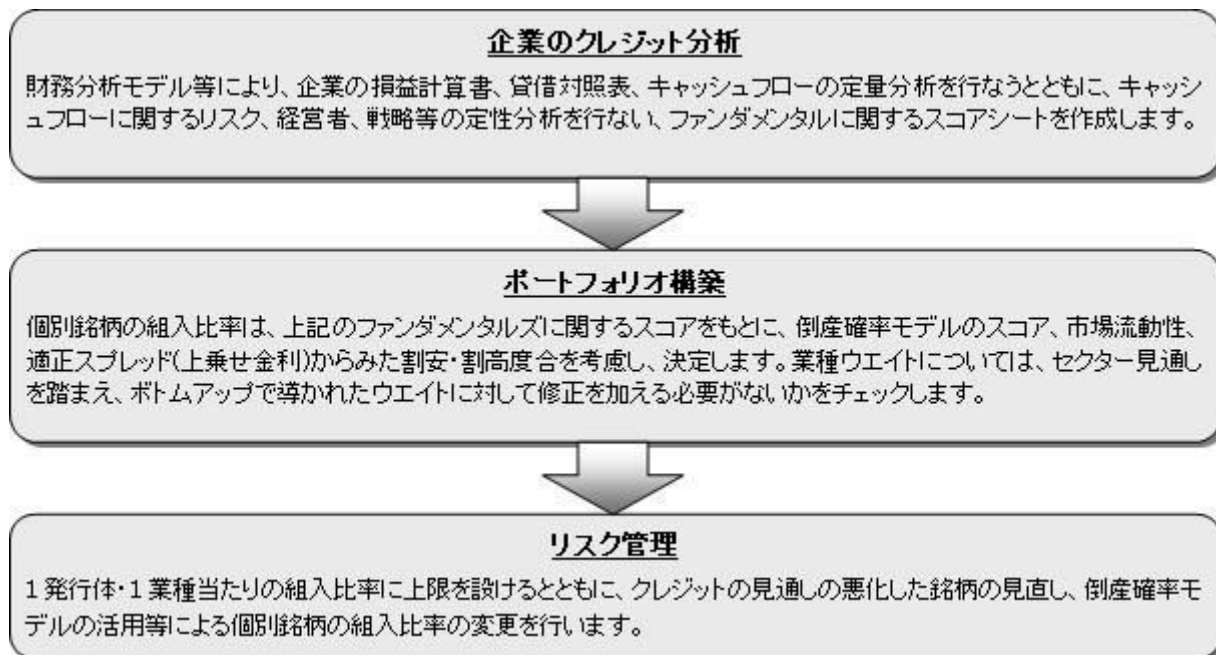 企業のクレジット分析
財務分析モデル等により、企業の損益計算書、貸借対照表、キャッシュフローの定量分析を行なうとともに、キャッシ
ュフローに関するリスク、経営者、戦略等の定性分析を行ない、ファンダメンタルに関するスコアシートを作成します。
ポートフォリオ構築
個別銘柄の組入比率は、上記のファンダメンタルズに関するスコアをもとに、倒産確率モデルのスコア、市場流動性、
適正スプレッド(上乗せ金利)からみた割安・割高度合を考慮し、決定します。業種ウエイトについては、セクター見通し
を踏まえ、ボトムアップで導かれたウエイトに対して修正を加える必要がないかをチェックします。
リスク管理
1発行体・1業種当たりの組入比率に上限を設けるとともに、クレジットの見通しの悪化した銘柄の見直し、倒産確率モ
デルの活用等による個別銘柄の組入比率の変更を行います。